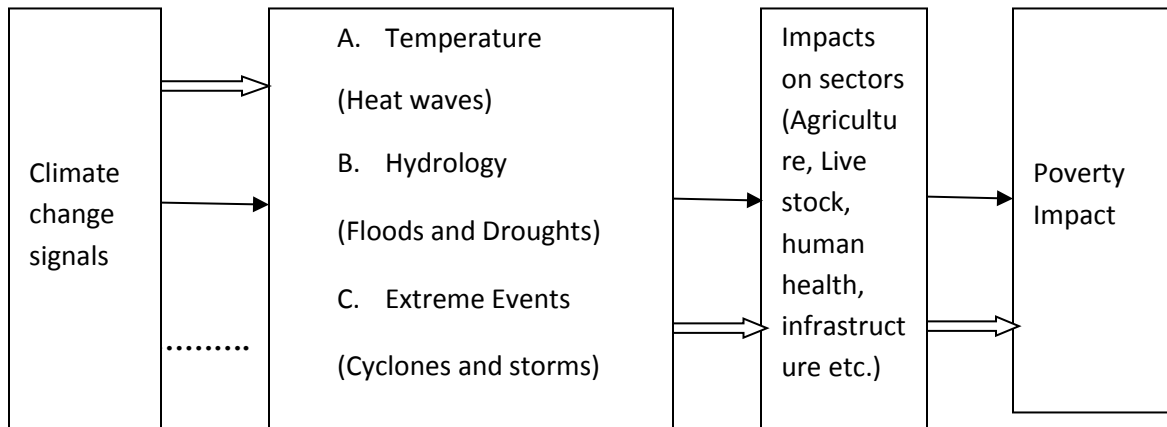 Climate
change
signals
A. Temperature
(Heat waves)
B. Hydrology
(Floods and Droughts)
C. Extreme Events
(Cyclones and storms)
Impacts
on sectors
(Agricultu
re, Live
stock,
human
health,
infrastruct
ure etc.)
Poverty
Impact